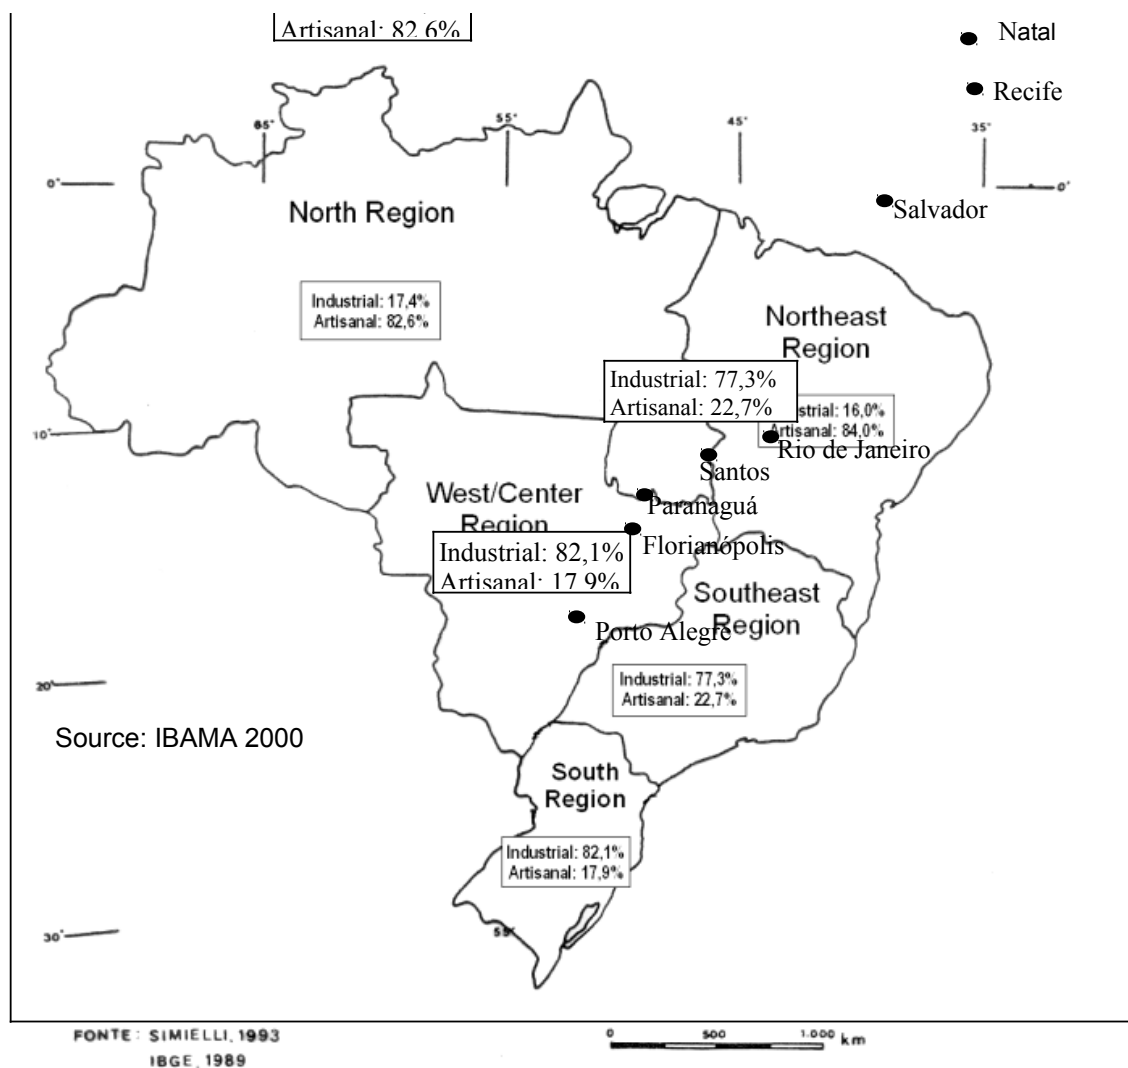 Artisanal: 82,6%
Natal
Recife
65°
55°
45°
35°
0°
0°
Salvador
North Region
Industrial: 17,4%
Artisanal: 82,6%
Northeast
Region
Industrial: 77,3%
Artisanal: 22,7%
strial: 16,0%
Artisanal: 84,0%
10°
Rio de Janeiro
Santos
West/Center
Region
Paranaguá
Florianópolis
Industrial: 82,1%
Artisanal: 17,9%
Southeast
Region
Porto Alegre
Industrial: 77,3%
Artisanal: 22,7%
20°
Source: IBAMA 2000
South
Region
Industrial: 82,1%
Artisanal: 17,9%
30°
55°
FONTE: SIMIELLI, 1993
IBGE, 1989
0 500 1.000 km